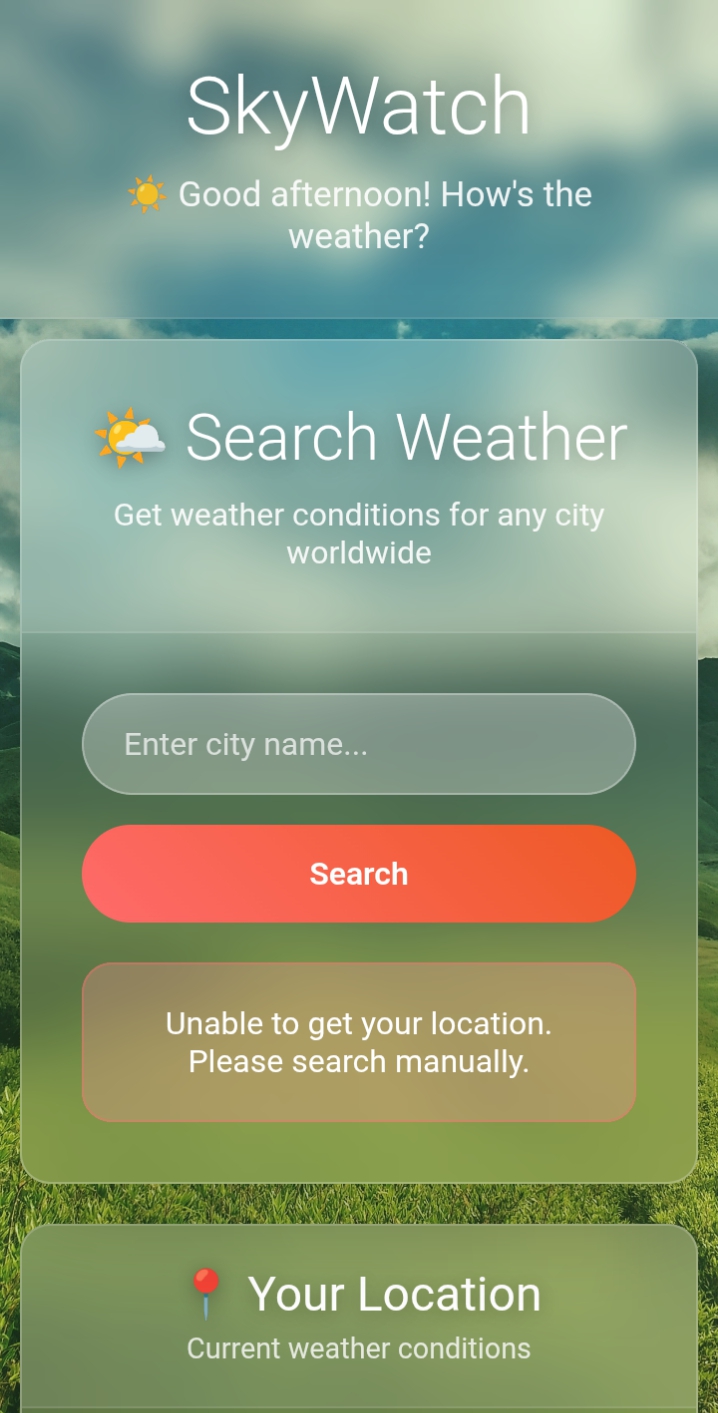 SkyWatch
☀️ Good afternoon! How's the
weather?
🌤️ Search Weather
Get weather conditions for any city
worldwide
Enter city name...
Search
Unable to get your location.
Please search manually.
📍 Your Location
Current weather conditions